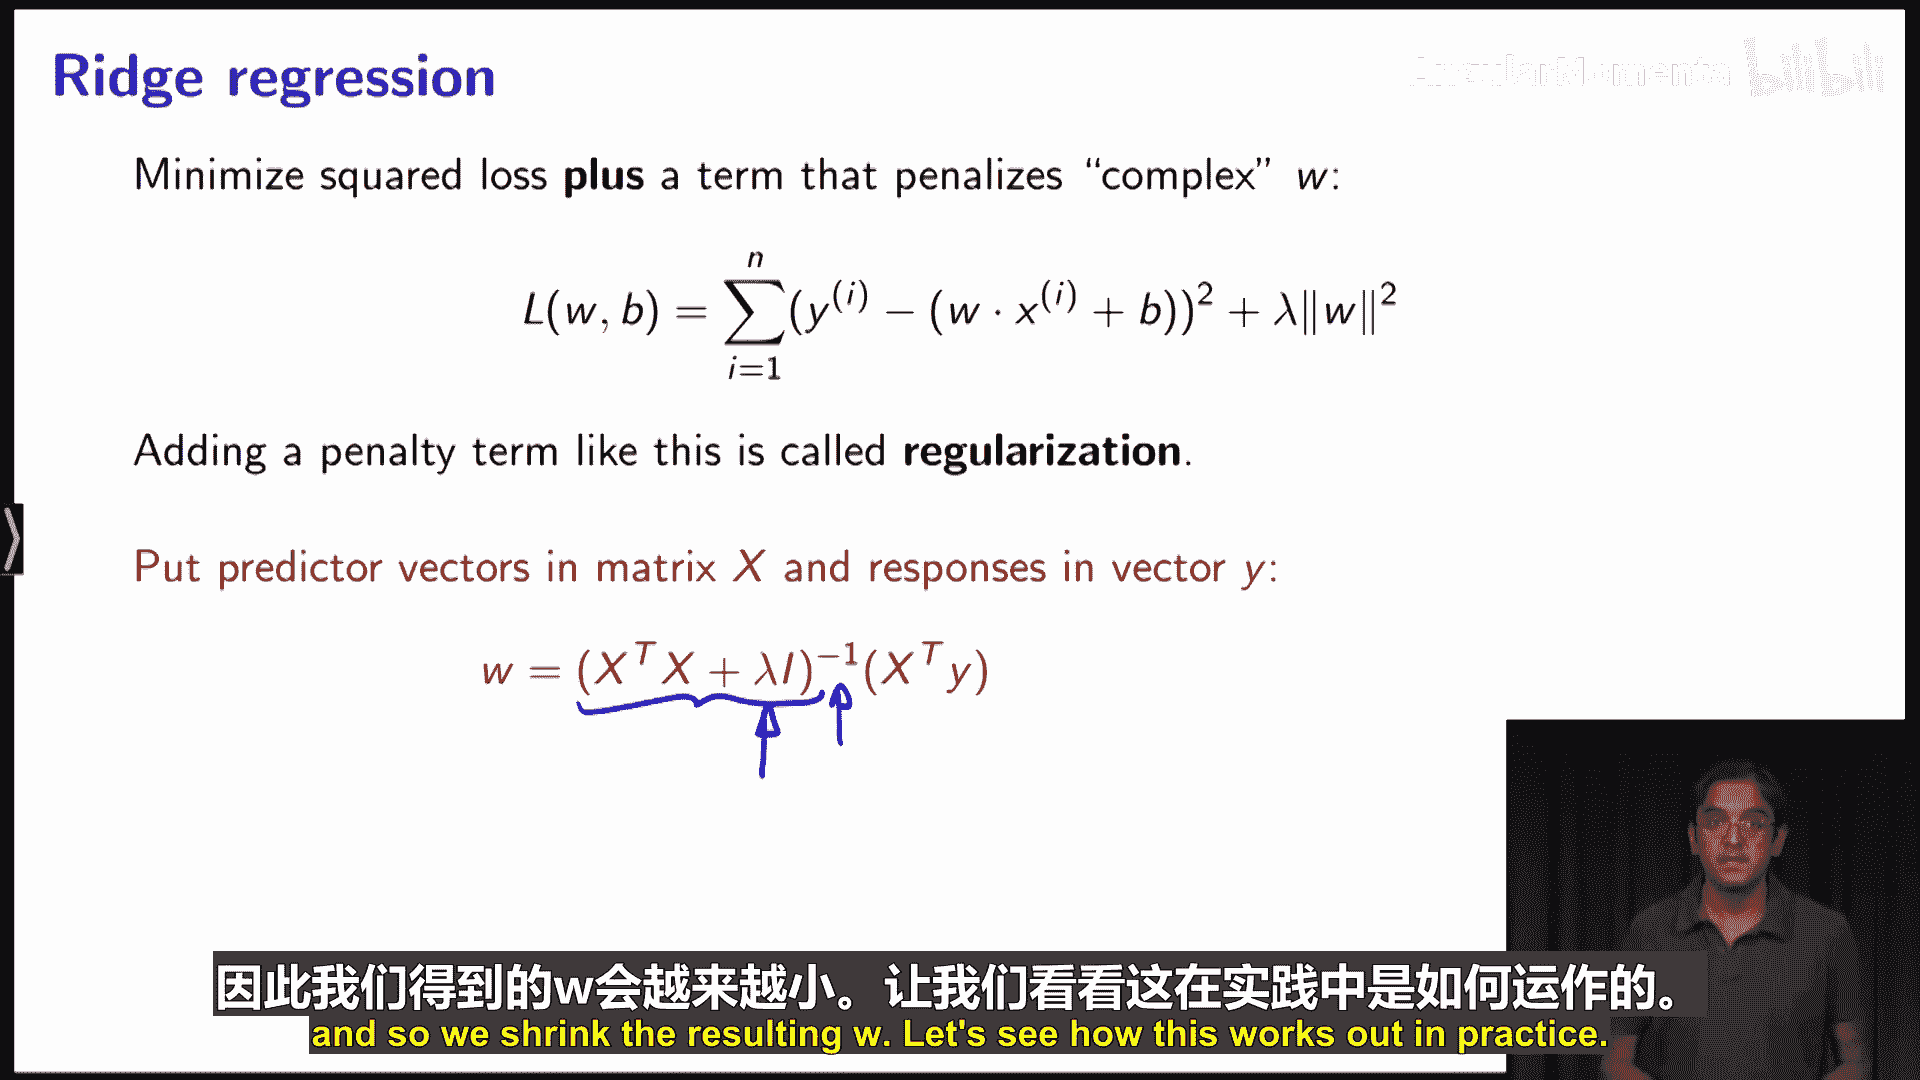 Ridge regression
bilibili
Minimize squared loss plus a term that penalizes “complex” w:
L(w, b) = ∑_{i=1}^{n} (y^{(i)} − (w · x^{(i)} + b))² + λ‖w‖²
Adding a penalty term like this is called regularization.
Put predictor vectors in matrix X and responses in vector y:
w = (X^T X + λI)^{−1}(X^T y)
因此我们得到的w会越来越小。让我们看看这在实践中是如何运作的。
and so we shrink the resulting w. Let's see how this works out in practice.